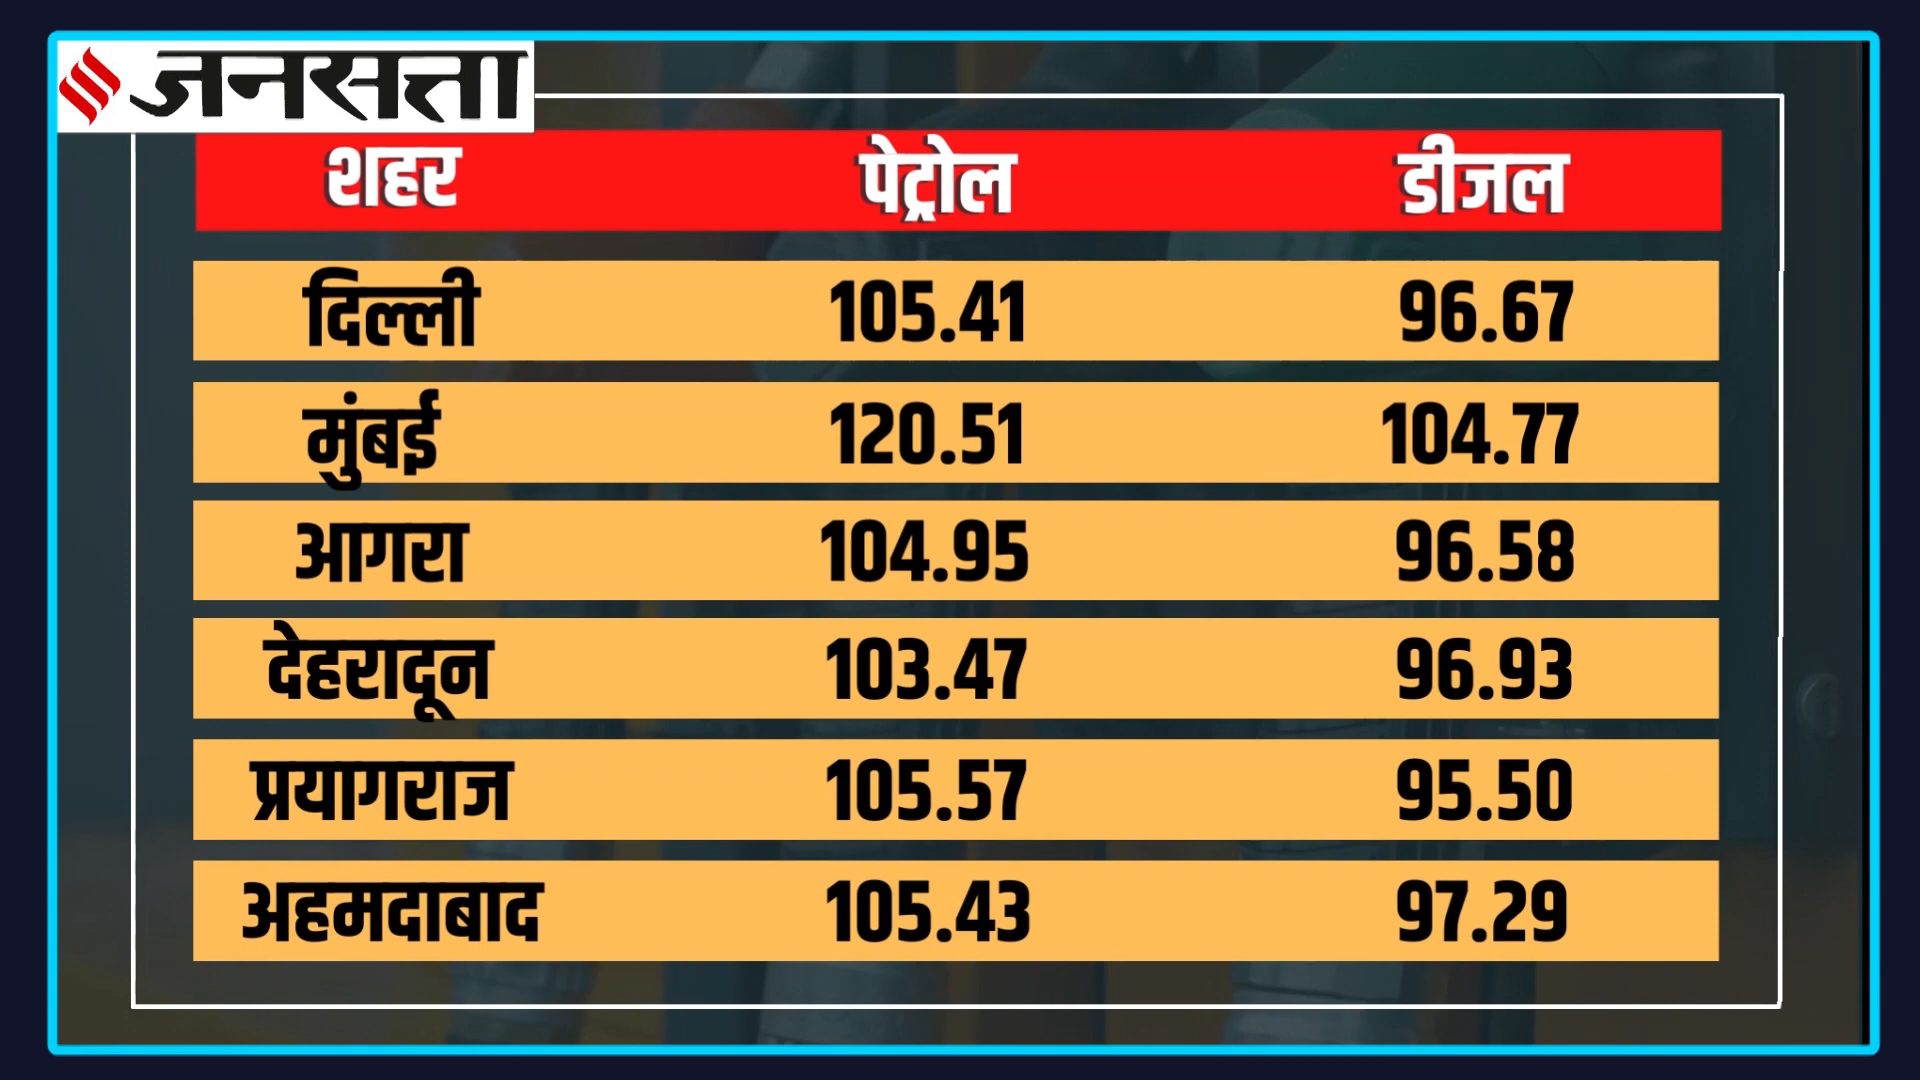 जनसत्ता
शहर पेट्रोल डीजल
दिल्ली 105.41 96.67
मुंबई 120.51 104.77
आगरा 104.95 96.58
देहरादून 103.47 96.93
प्रयागराज 105.57 95.50
अहमदाबाद 105.43 97.29